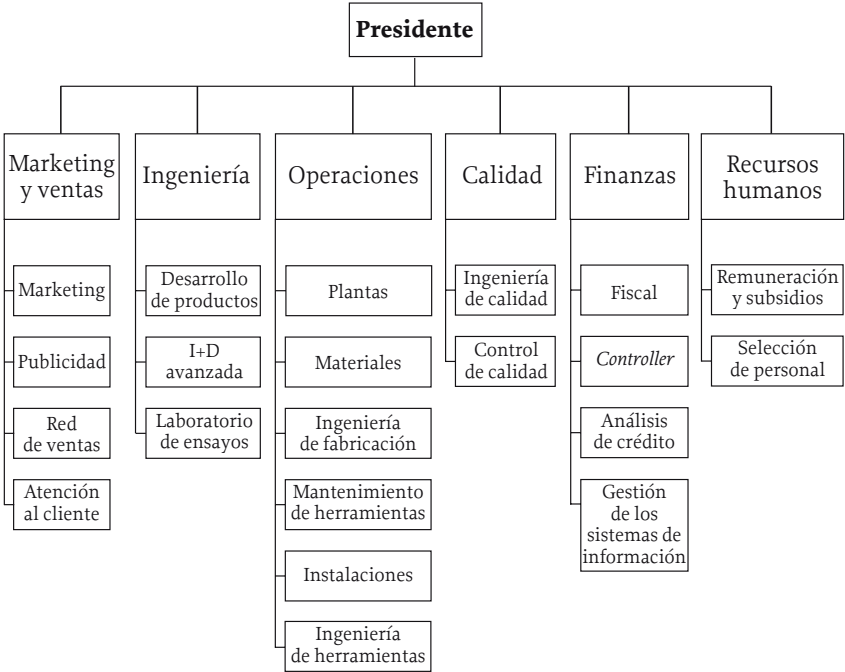 Presidente
Marketing
y ventas
Ingeniería
Operaciones
Calidad
Finanzas
Recursos
humanos
Marketing
Publicidad
Red
de ventas
Atención
al cliente
Desarrollo
de productos
I+D
avanzada
Laboratorio
de ensayos
Plantas
Materiales
Ingeniería
de fabricación
Mantenimiento
de herramientas
Instalaciones
Ingeniería
de herramientas
Ingeniería
de calidad
Control
de calidad
Fiscal
Controller
Análisis
de crédito
Gestión
de los
sistemas de
información
Remuneración
y subsidios
Selección
de personal